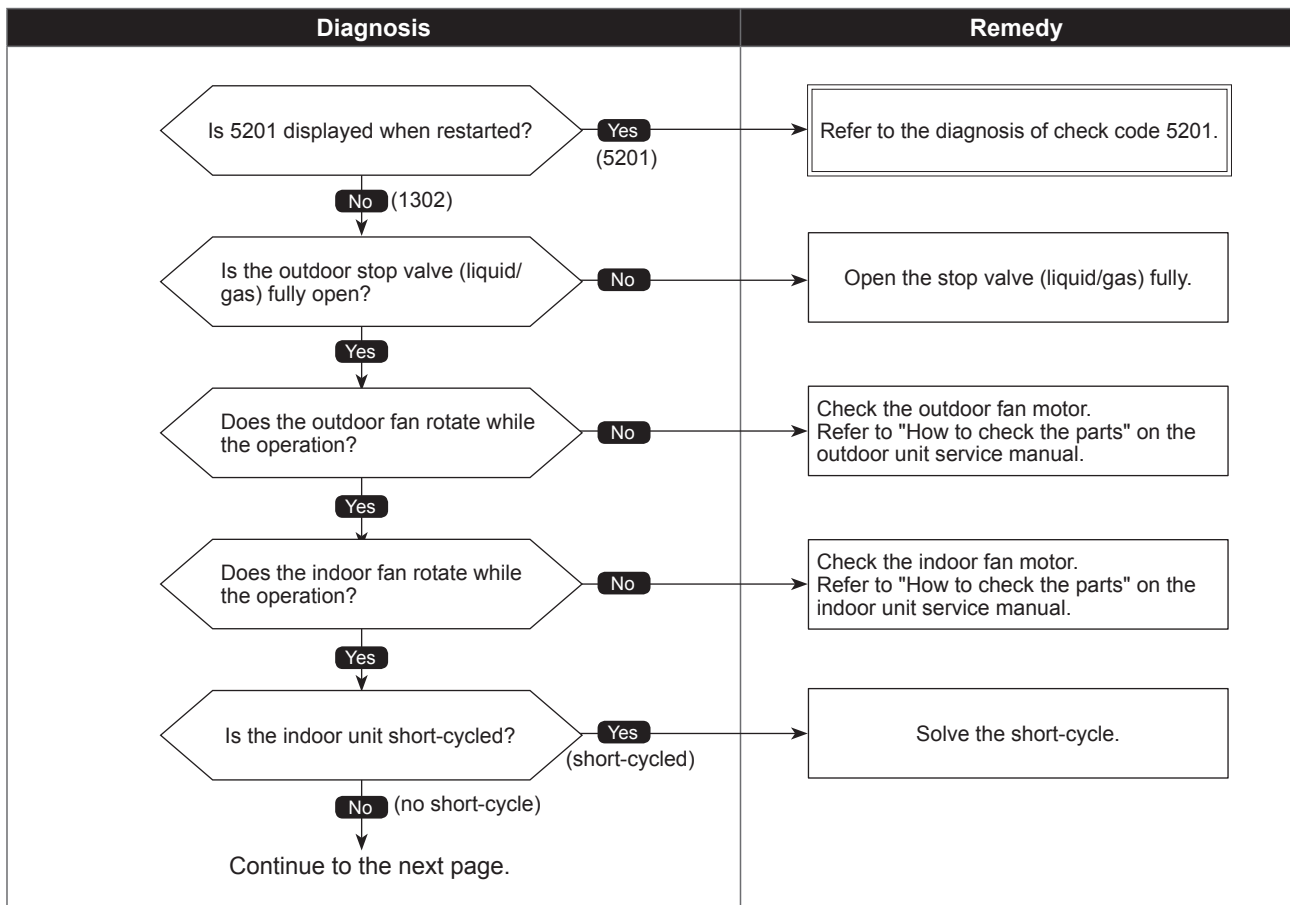 Diagnosis
Remedy
Is 5201 displayed when restarted?
Yes
(5201)
Refer to the diagnosis of check code 5201.
No (1302)
Is the outdoor stop valve (liquid/
gas) fully open?
No
Open the stop valve (liquid/gas) fully.
Yes
Does the outdoor fan rotate while
the operation?
No
Check the outdoor fan motor.
Refer to "How to check the parts" on the
outdoor unit service manual.
Yes
Does the indoor fan rotate while
the operation?
No
Check the indoor fan motor.
Refer to "How to check the parts" on the
indoor unit service manual.
Yes
Is the indoor unit short-cycled?
Yes
(short-cycled)
Solve the short-cycle.
No (no short-cycle)
Continue to the next page.